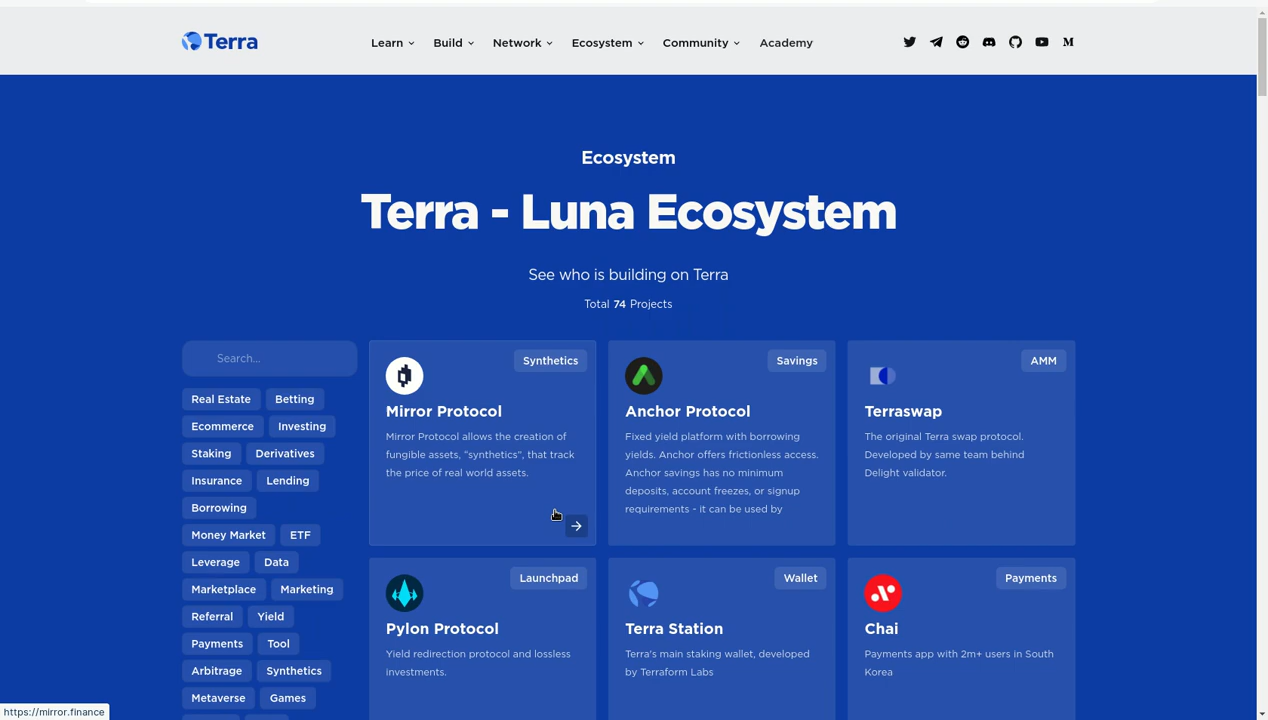 Terra
Learn
Build
Network
Ecosystem
Community
Academy
M
Ecosystem
Terra - Luna Ecosystem
See who is building on Terra
Total 74 Projects
Search...
Real Estate
Betting
Ecommerce
Investing
Staking
Derivatives
Insurance
Lending
Borrowing
Money Market
ETF
Leverage
Data
Marketplace
Marketing
Referral
Yield
Payments
Tool
Arbitrage
Synthetics
Metaverse
Games
Synthetics
Mirror Protocol
Mirror Protocol allows the creation of
fungible assets, "synthetics", that track
the price of real world assets.
Savings
Anchor Protocol
Fixed yield platform with borrowing
yields. Anchor offers frictionless access.
Anchor savings has no minimum
deposits, account freezes, or signup
requirements - it can be used by
AMM
Terraswap
The original Terra swap protocol.
Developed by same team behind
Delight validator.
Launchpad
Pylon Protocol
Yield redirection protocol and lossless
investments.
Wallet
Terra Station
Terra's main staking wallet, developed
by Terraform Labs
Payments
Chai
Payments app with 2m+ users in South
Korea
https://mirror.finance